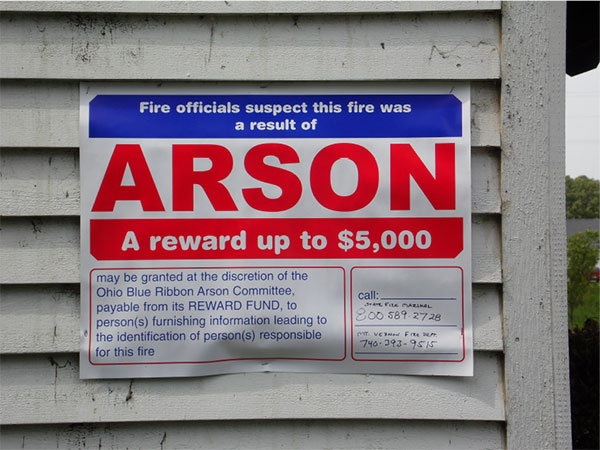 Fire officials suspect this fire was
a result of
ARSON
A reward up to $5,000
may be granted at the discretion of the
Ohio Blue Ribbon Arson Committee,
payable from its REWARD FUND, to
person(s) furnishing information leading to
the identification of person(s) responsible
for this fire
call:
STATE FIRE MARSHAL
800 589-2728
MT. VERNON FIRE DEPT.
740-393-9515